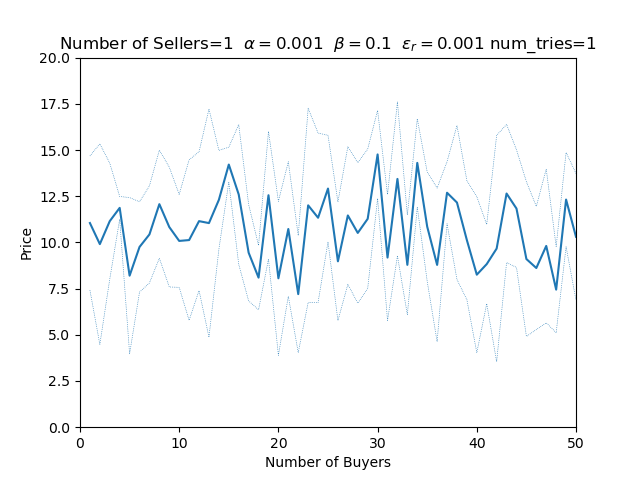 Number of Sellers=1 α = 0.001 β = 0.1 ε_r = 0.001 num_tries=1
20.0
17.5
15.0
12.5
10.0
7.5
5.0
2.5
0.0
Price
0 10 20 30 40 50
Number of Buyers